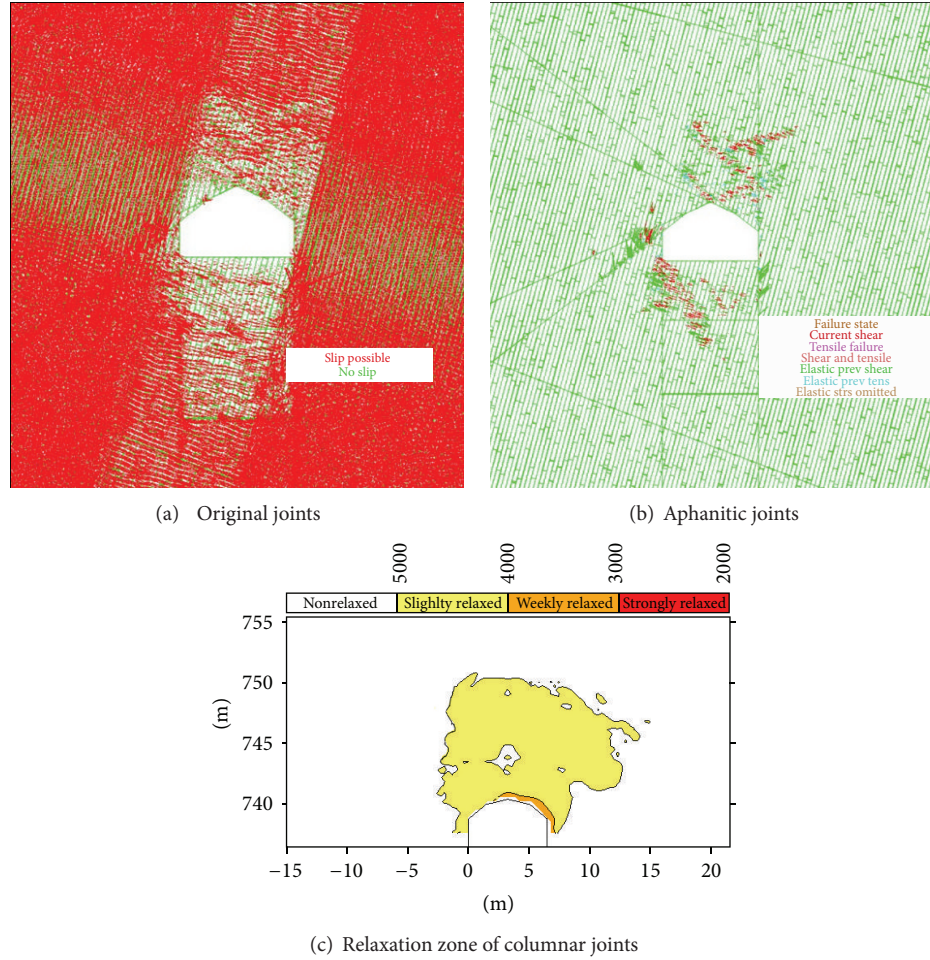 Slip possible
No slip
Failure state
Current shear
Tensile failure
Shear and tensile
Elastic prev shear
Elastic prev tens
Elastic strs omitted
(a) Original joints
(b) Aphanitic joints
5000
4000
3000
2000
Nonrelaxed Slighlty relaxed Weekly relaxed Strongly relaxed
755
750
745
740
(m)
−15 −10 −5 0 5 10 15 20
(m)
(c) Relaxation zone of columnar joints